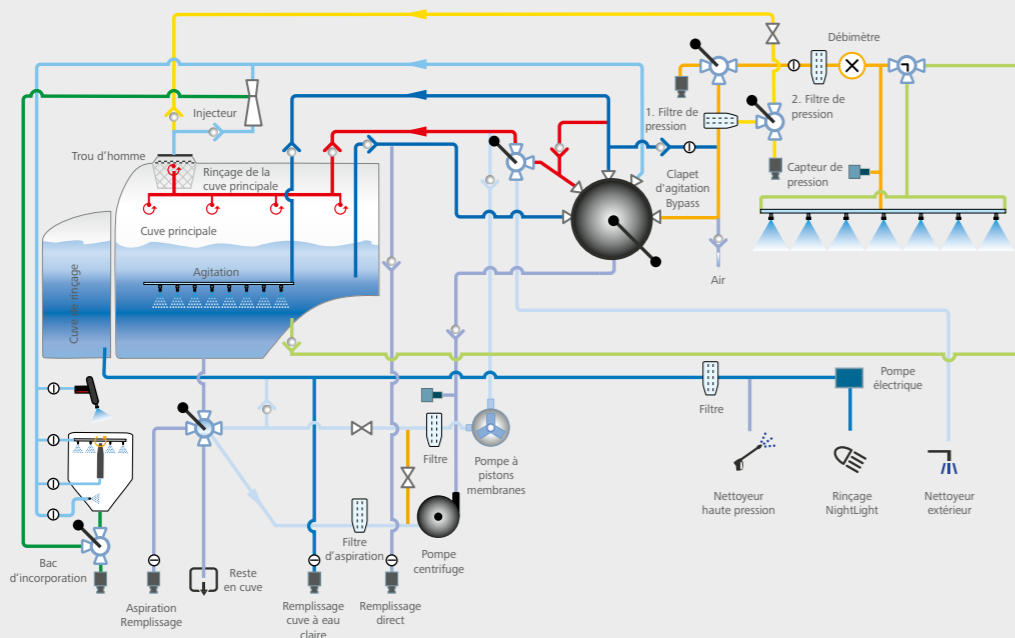 Débimètre
Injecteur
1. Filtre de
pression
2. Filtre de
pression
Trou d'homme
Rinçage de la
cuve principale
Clapet
d'agitation
Bypass
Capteur de
pression
Cuve principale
Cuve de rinçage
Agitation
Air
Pompe
électrique
Filtre
Filtre
Pompe à
pistons
membranes
Nettoyeur
haute pression
Rinçage
NightLight
Nettoyeur
extérieur
Filtre
d'aspiration
Pompe
centrifuge
Bac
d'incorporation
Reste
en cuve
Aspiration
Remplissage
Remplissage
cuve à eau
claire
Remplissage
direct